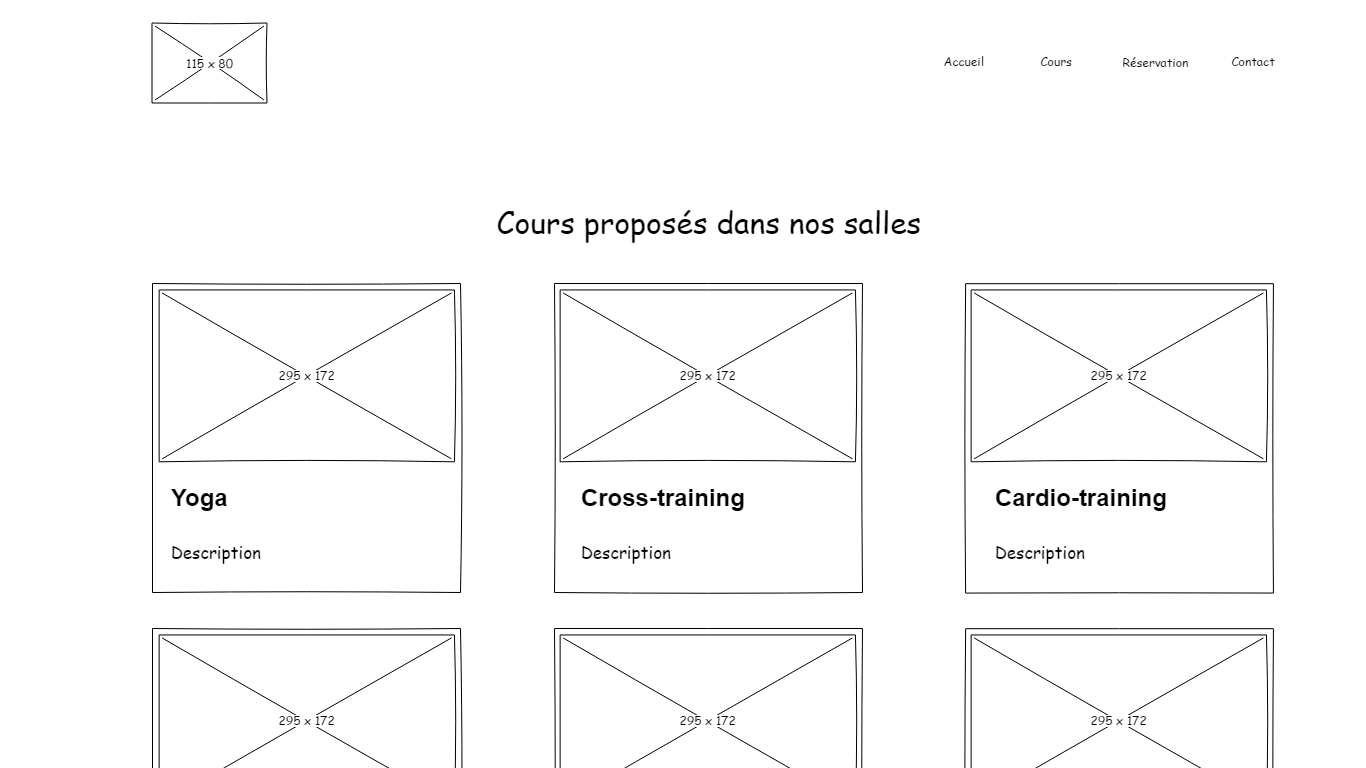 115 x 80
Accueil Cours Réservation Contact
Cours proposés dans nos salles
295 x 172 295 x 172 295 x 172
Yoga Cross-training Cardio-training
Description Description Description
295 x 172 295 x 172 295 x 172